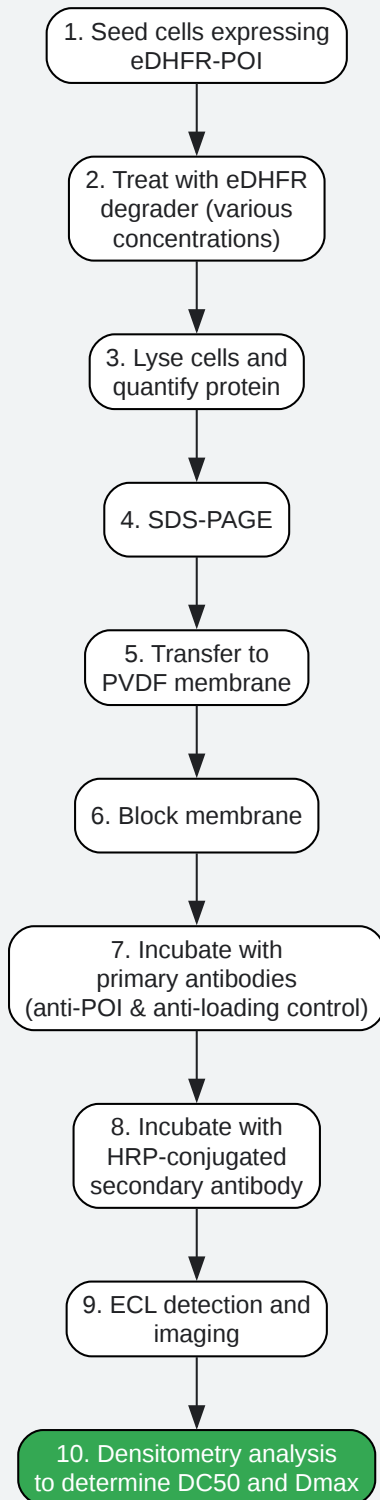 1. Seed cells expressing
eDHFR-POI
2. Treat with eDHFR
degrader (various
concentrations)
3. Lyse cells and
quantify protein
4. SDS-PAGE
5. Transfer to
PVDF membrane
6. Block membrane
7. Incubate with
primary antibodies
(anti-POI & anti-loading control)
8. Incubate with
HRP-conjugated
secondary antibody
9. ECL detection and
imaging
10. Densitometry analysis
to determine DC50 and Dmax